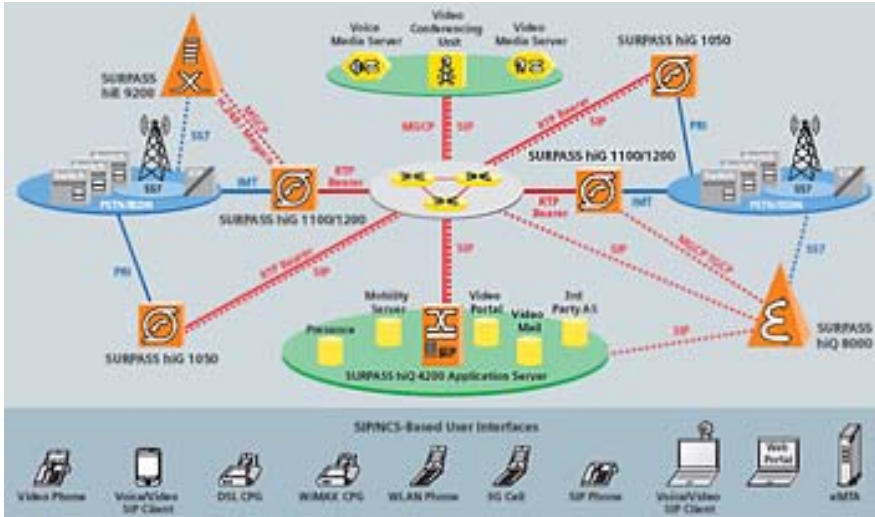 Voice
Media Server
Video
Conferencing
Unit
Video
Media Server
SURPASS hiG 1050
SURPASS
hiE 9200
MGCP
SS7
MGCP
SIP
RTP Bearer
SIP
PRI
SURPASS hiG 1100/1200
Switch
SS7
PSTN/ISDN
IMT
RTP
Bearer
SURPASS hiG 1100/1200
RTP
Bearer
IMT
Switch
SS7
PSTN/ISDN
PRI
RTP Bearer
SIP
SIP
SIP
SS7
SURPASS hiG 1050
Presence
Mobility
Server
SIP
Video
Portal
Video
Mail
3rd
Party AS
SURPASS hiQ 4200 Application Server
SIP
SURPASS
hiQ 8000
SIP/NCS-Based User Interfaces
Video Phone
Voice/Video
SIP Client
DSL CPG
WiMAX CPG
WLAN Phone
SIP Phone
Voice/Video
SIP Client
Web
Portal
eMTA